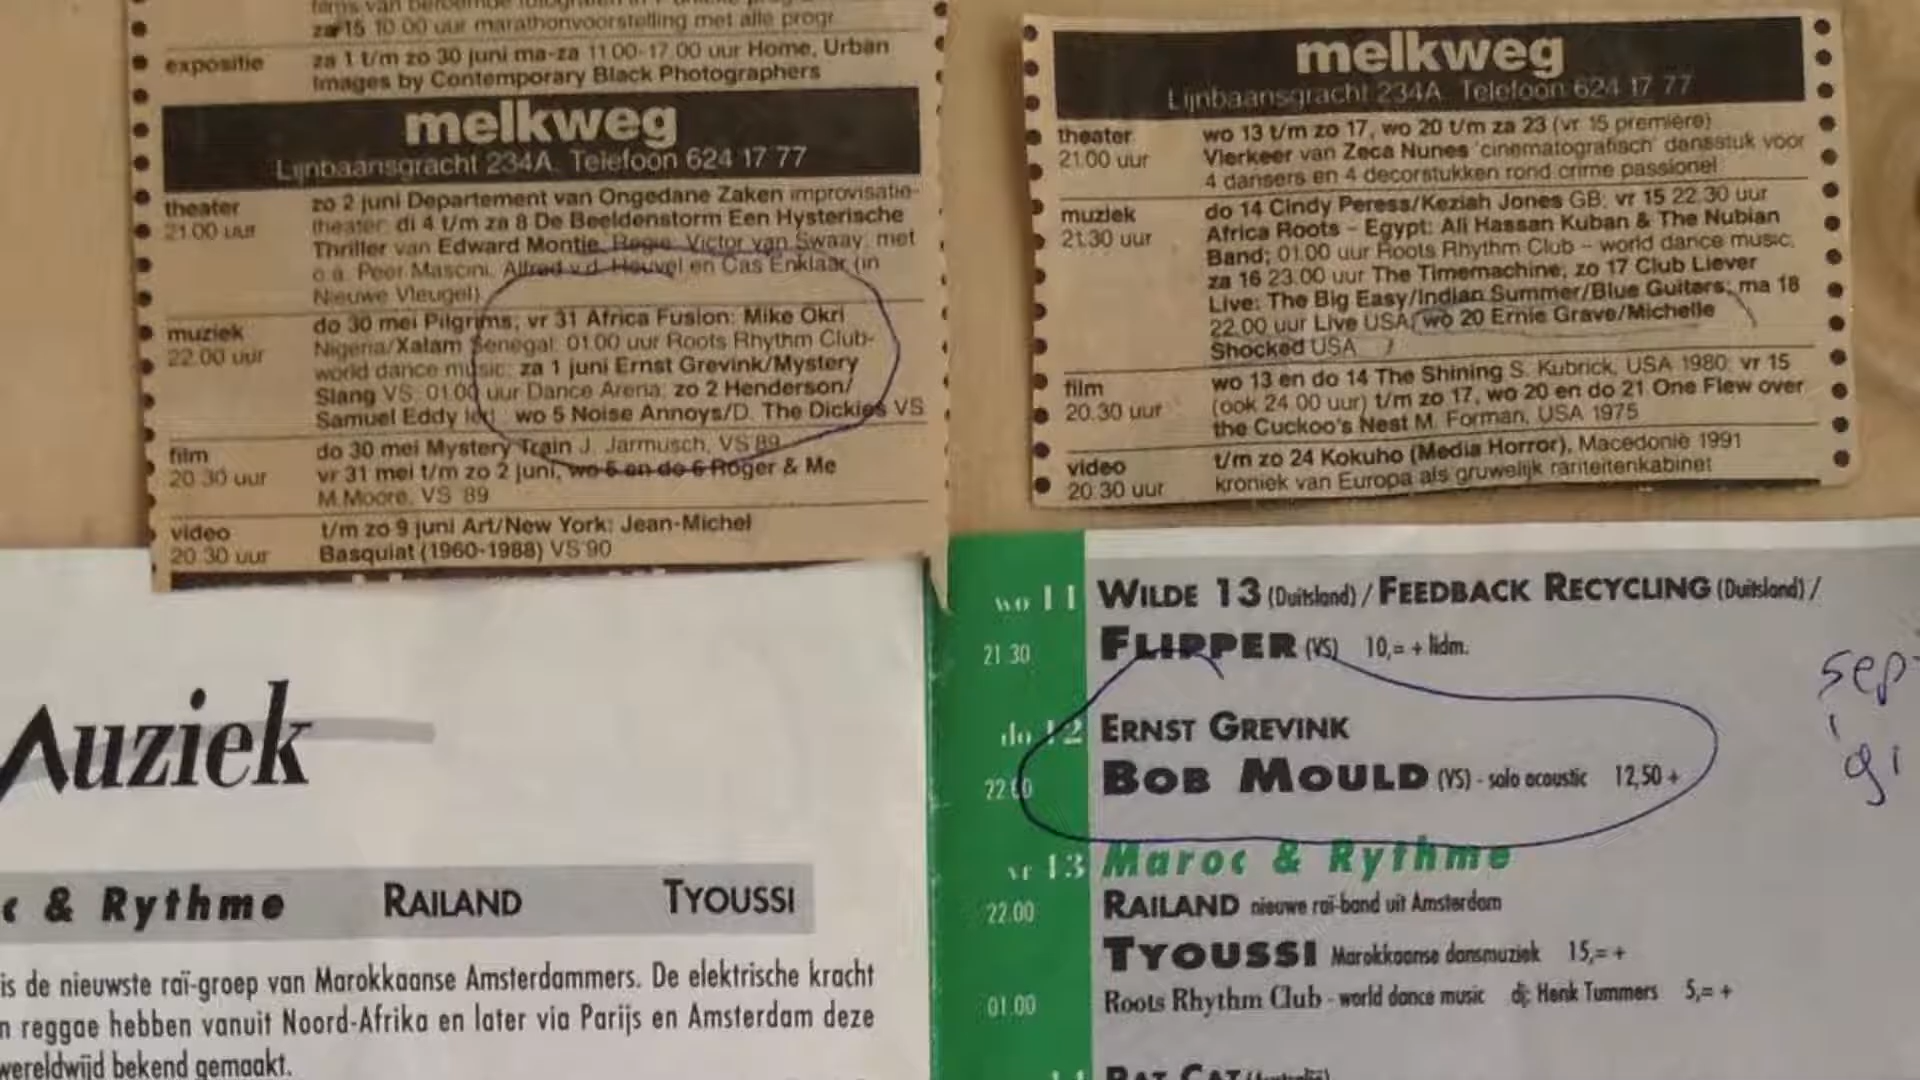 films van
za 15 10.00 uur marathonvoorstelling met alle progr.
expositie
za 1 t/m zo 30 juni ma-za 11.00-17.00 uur Home, Urban
Images by Contemporary Black Photographers
melkweg
Lijnbaansgracht 234A. Telefoon 624 17 77
theater
21.00 uur
zo 2 juni Departement van Ongedane Zaken improvisatie-
theater; di 4 t/m za 8 De Beeldenstorm Een Hysterische
Thriller van Edward Montie. Regie: Victor van Swaay, met
o.a. Peer Mascini, Alfred v.d. Heuvel en Cas Enklaar (in
Nieuwe Vleugel)
muziek
22.00 uur
do 30 mei Pilgrims; vr 31 Africa Fusion: Mike Okri
Nigeria/Xalam Senegal; 01.00 uur Roots Rhythm Club-
world dance music; za 1 juni Ernst Grevink/Mystery
Slang VS; 01.00 uur Dance Arena; zo 2 Henderson/
Samuel Eddy wo 5 Noise Annoys/D. The Dickies VS
film
20.30 uur
do 30 mei Mystery Train J. Jarmusch, VS'89
vr 31 mei t/m zo 2 juni, wo 5 en do 6 Roger & Me
M.Moore, VS '89
video
20.30 uur
t/m zo 9 juni Art/New York: Jean-Michel
Basquiat (1960-1988) VS'90
melkweg
Lijnbaansgracht 234A. Telefoon 624 17 77
theater
21.00 uur
wo 13 t/m zo 17, wo 20 t/m za 23 (vr 15 première)
Vierkeer van Zeca Nunes 'cinematografisch' dansstuk voor
4 dansers en 4 decorstukken rond crime passionel
muziek
21.30 uur
do 14 Cindy Peress/Keziah Jones GB; vr 15 22.30 uur
Africa Roots - Egypt: Ali Hassan Kuban & The Nubian
Band; 01.00 uur Roots Rhythm Club - world dance music;
za 16 23.00 uur The Timemachine; zo 17 Club Liever
Live: The Big Easy/Indian Summer/Blue Guitars; ma 18
22.00 uur Live USA; wo 20 Ernie Grave/Michelle
Shocked USA
film
20.30 uur
wo 13 en do 14 The Shining S. Kubrick, USA 1980; vr 15
(ook 24.00 uur) t/m zo 17, wo 20 en do 21 One Flew over
the Cuckoo's Nest M. Forman, USA 1975
video
20.30 uur
t/m zo 24 Kokuho (Media Horror), Macedonië 1991
kroniek van Europa als gruwelijk rariteitenkabinet
Muziek
c & Rythme RAILAND TYOUSSI
is de nieuwste raï-groep van Marokkaanse Amsterdammers. De elektrische kracht
n reggae hebben vanuit Noord-Afrika en later via Parijs en Amsterdam deze
wereldwijd bekend gemaakt.
wo 11 WILDE 13 (Duitsland) / FEEDBACK RECYCLING (Duitsland) /
21.30 FLIPPER (VS) 10,= + lidm.
do 12 ERNST GREVINK
22.00 BOB MOULD (VS) - solo acoustic 12,50 +
sep
vr 13 Maroc & Rythme
22.00 RAILAND nieuwe raï-band uit Amsterdam
TYOUSSI Marokkaanse dansmuziek 15,= +
01.00 Roots Rhythm Club - world dance music dj: Henk Tummers 5,= +
RAT CAT (Australië)